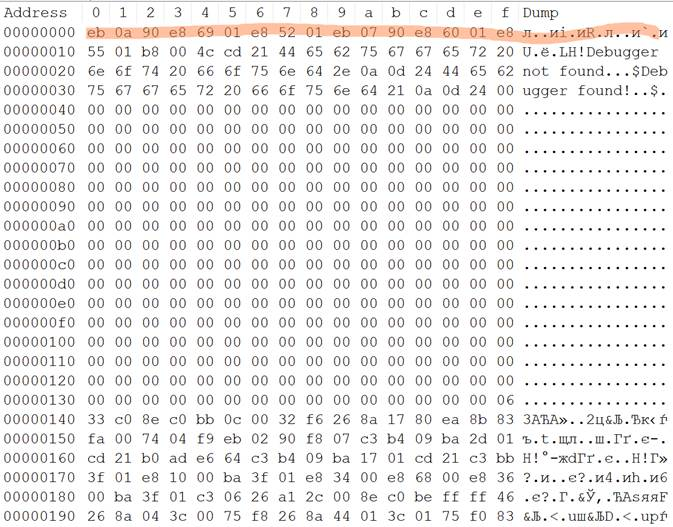 Address 0 1 2 3 4 5 6 7 8 9 a b c d e f Dump
00000000 eb 0a 90 e8 69 01 e8 52 01 eb 07 90 e8 60 01 e8 л..иi.иR.л..и`.и
00000010 55 01 b8 00 4c cd 21 44 65 62 75 67 67 65 72 20 U.ё.LН!Debugger
00000020 6e 6f 74 20 66 6f 75 6e 64 2e 0a 0d 24 44 65 62 not found...$Deb
00000030 75 67 67 65 72 20 66 6f 75 6e 64 21 0a 0d 24 00 ugger found!..$.
00000040 00 00 00 00 00 00 00 00 00 00 00 00 00 00 00 00 ................
00000050 00 00 00 00 00 00 00 00 00 00 00 00 00 00 00 00 ................
00000060 00 00 00 00 00 00 00 00 00 00 00 00 00 00 00 00 ................
00000070 00 00 00 00 00 00 00 00 00 00 00 00 00 00 00 00 ................
00000080 00 00 00 00 00 00 00 00 00 00 00 00 00 00 00 00 ................
00000090 00 00 00 00 00 00 00 00 00 00 00 00 00 00 00 00 ................
000000a0 00 00 00 00 00 00 00 00 00 00 00 00 00 00 00 00 ................
000000b0 00 00 00 00 00 00 00 00 00 00 00 00 00 00 00 00 ................
000000c0 00 00 00 00 00 00 00 00 00 00 00 00 00 00 00 00 ................
000000d0 00 00 00 00 00 00 00 00 00 00 00 00 00 00 00 00 ................
000000e0 00 00 00 00 00 00 00 00 00 00 00 00 00 00 00 00 ................
000000f0 00 00 00 00 00 00 00 00 00 00 00 00 00 00 00 00 ................
00000100 00 00 00 00 00 00 00 00 00 00 00 00 00 00 00 00 ................
00000110 00 00 00 00 00 00 00 00 00 00 00 00 00 00 00 00 ................
00000120 00 00 00 00 00 00 00 00 00 00 00 00 00 00 00 00 ................
00000130 00 00 00 00 00 00 00 00 00 00 00 00 00 00 00 06 ................
00000140 33 c0 8e c0 bb 0c 00 32 f6 26 8a 17 80 ea 8b 83 3АЋА»..2ц&Љ.Ђк‹ѓ
00000150 fa 00 74 04 f9 eb 02 90 f8 07 c3 b4 09 ba 2d 01 ъ.t.щл..ш.Гґ.є-.
00000160 cd 21 b0 ad e6 64 c3 b4 09 ba 17 01 cd 21 c3 bb Н!°-жdГґ.є..Н!Г»
00000170 3f 01 e8 10 00 ba 3f 01 e8 34 00 e8 68 00 e8 36 ?.и..є?.и4.иh.и6
00000180 00 ba 3f 01 c3 06 26 a1 2c 00 8e c0 be ff ff 46 .є?.Г.&Ў,.ЋАѕяяF
00000190 26 8a 04 3c 00 75 f8 26 8a 44 01 3c 01 75 f0 83 &Љ.<.uш&ЉD.<.uрѓ